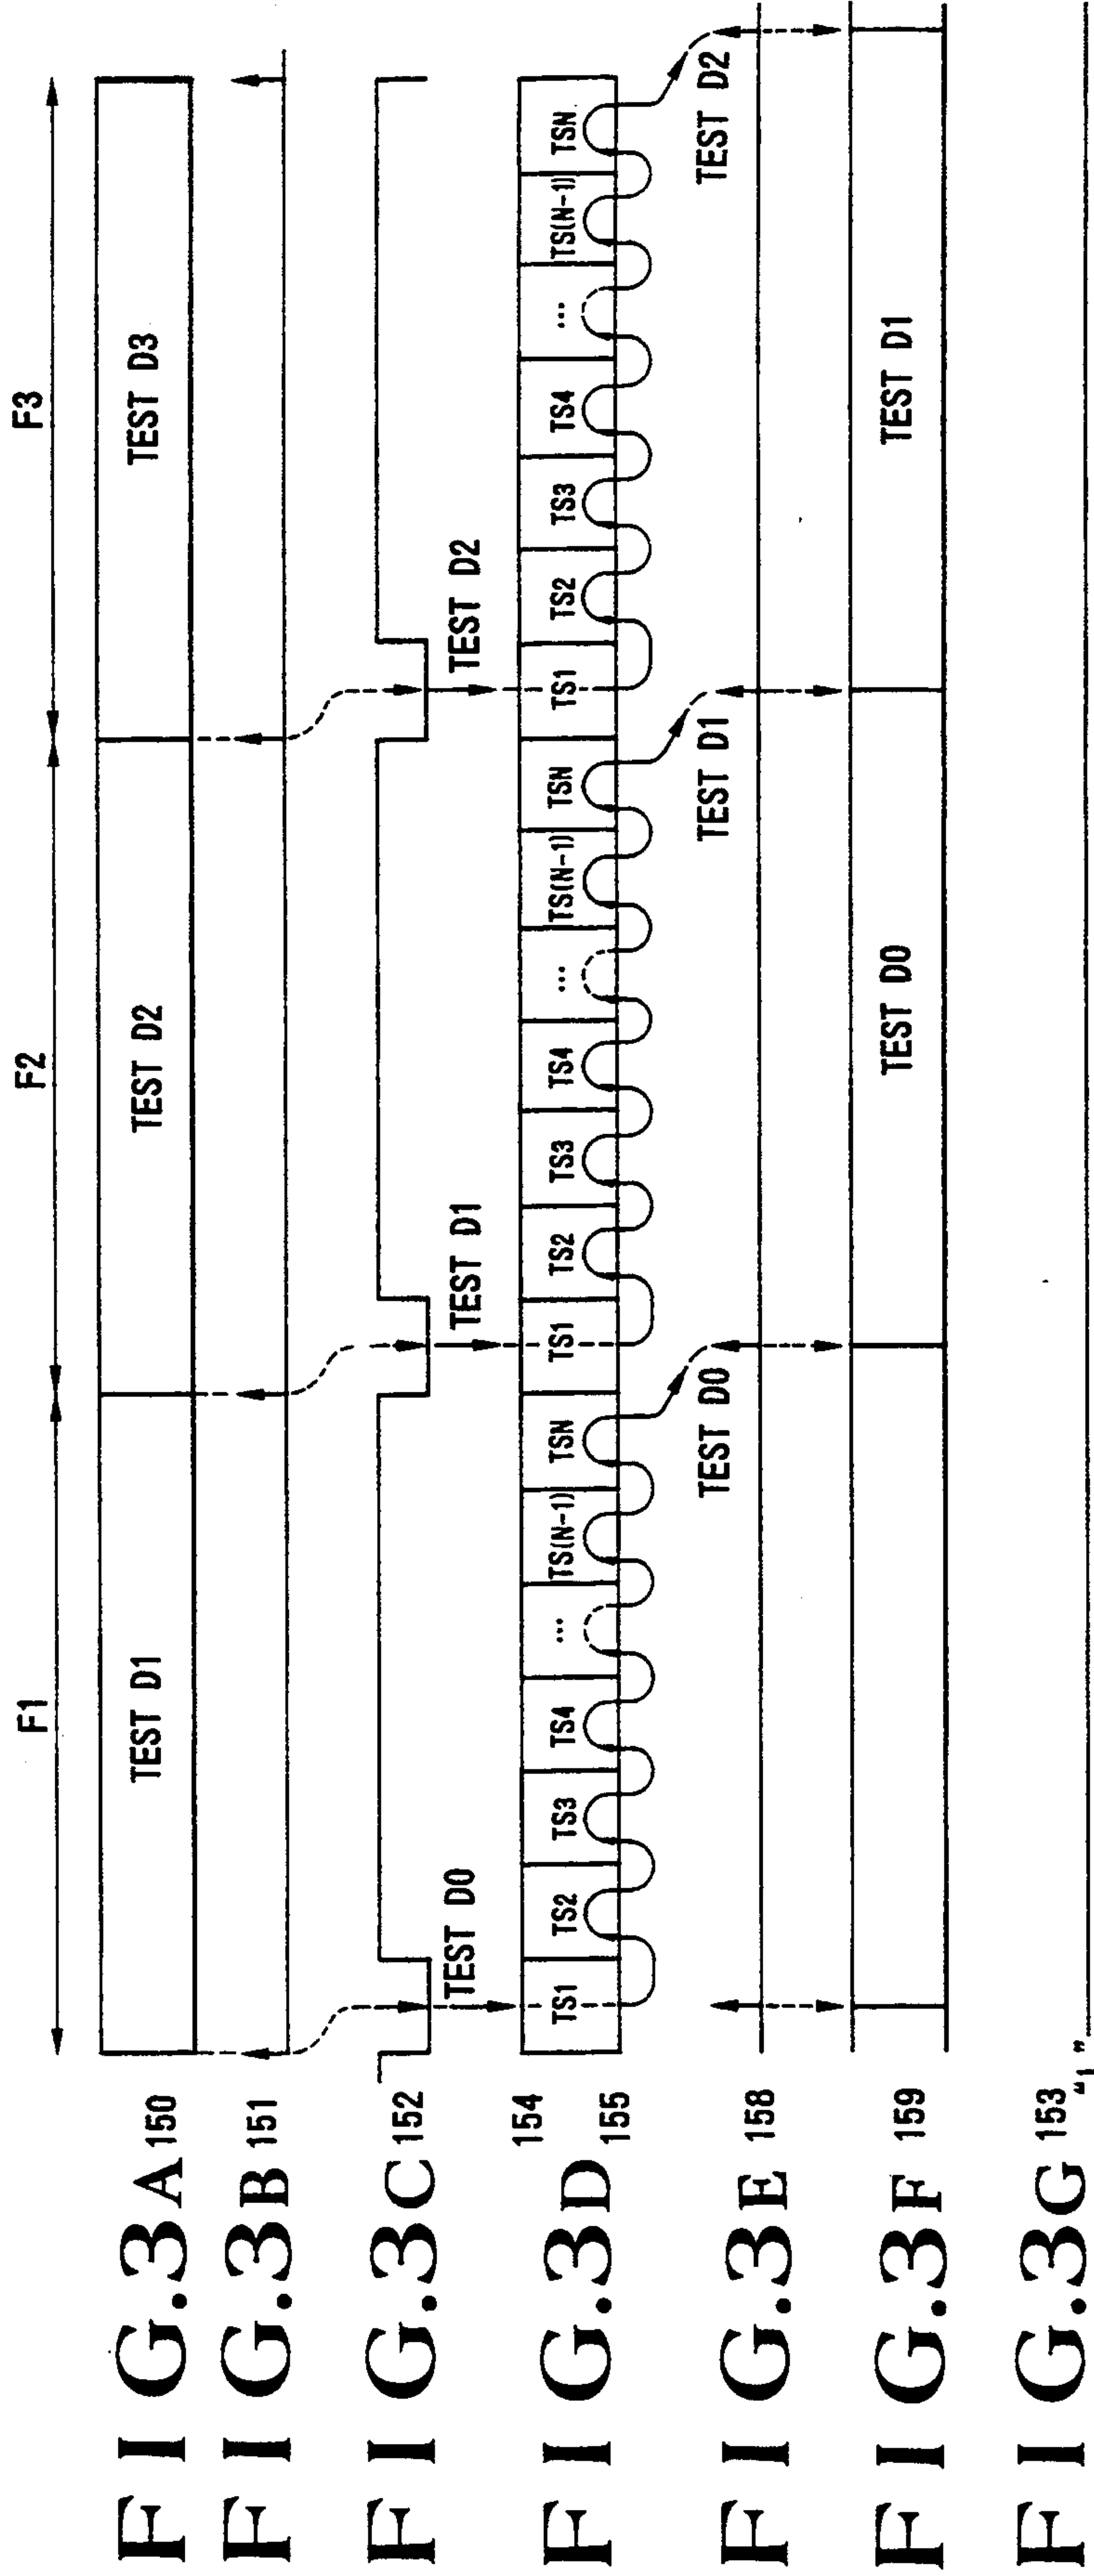 F1 F2 F3
FIG.3A 150 TEST D1 TEST D2 TEST D3
FIG.3B 151
FIG.3C 152
TEST D0 TEST D1 TEST D2
FIG.3D 154 155 TS1 TS2 TS3 TS4 ... TS(N-1) TSN TS1 TS2 TS3 TS4 ... TS(N-1) TSN TS1 TS2 TS3 TS4 ... TS(N-1) TSN
TEST D0 TEST D1 TEST D2
FIG.3E 158
FIG.3F 159 TEST D0 TEST D1
FIG.3G 153 "1"